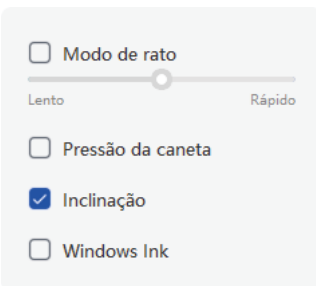 Modo de rato
Lento Rápido
Pressão da caneta
Inclinação
Windows Ink